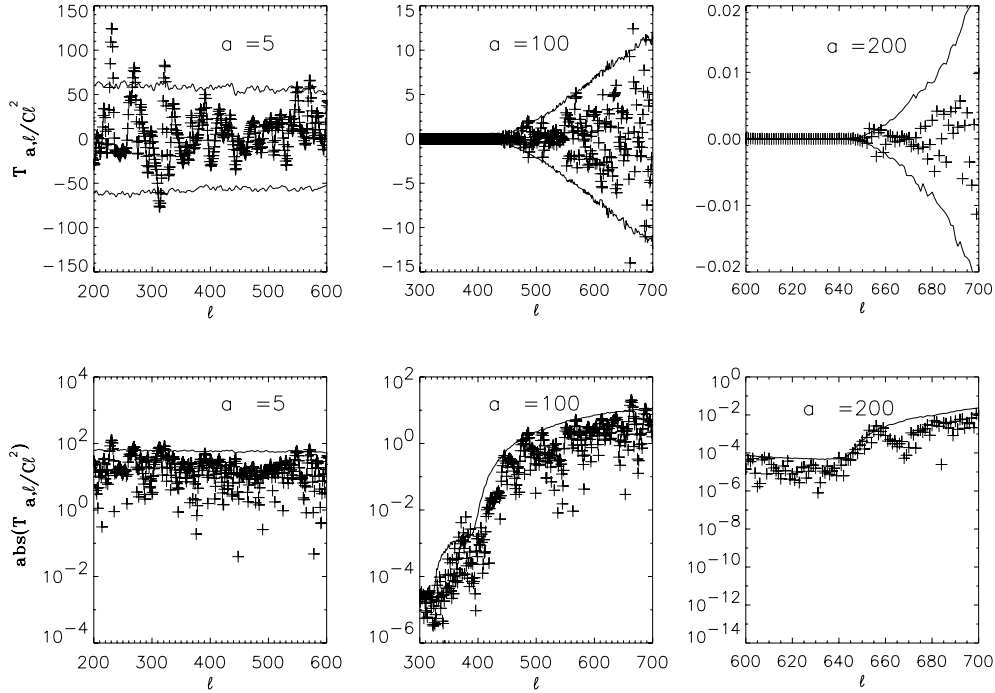 T a,ℓ/Cℓ²
150
100
50
0
−50
−100
−150
a =5
200 300 400 500 600
ℓ
15
10
5
0
−5
−10
−15
a =100
300 400 500 600 700
ℓ
0.02
0.01
0.00
−0.01
−0.02
a =200
600 620 640 660 680 700
ℓ
abs(T a,ℓ/Cℓ²)
10⁴
10²
10⁰
10⁻²
10⁻⁴
a =5
200 300 400 500 600
ℓ
10²
10⁰
10⁻²
10⁻⁴
10⁻⁶
a =100
300 400 500 600 700
ℓ
10⁰
10⁻²
10⁻⁴
10⁻⁶
10⁻⁸
10⁻¹⁰
10⁻¹²
10⁻¹⁴
a =200
600 620 640 660 680 700
ℓ